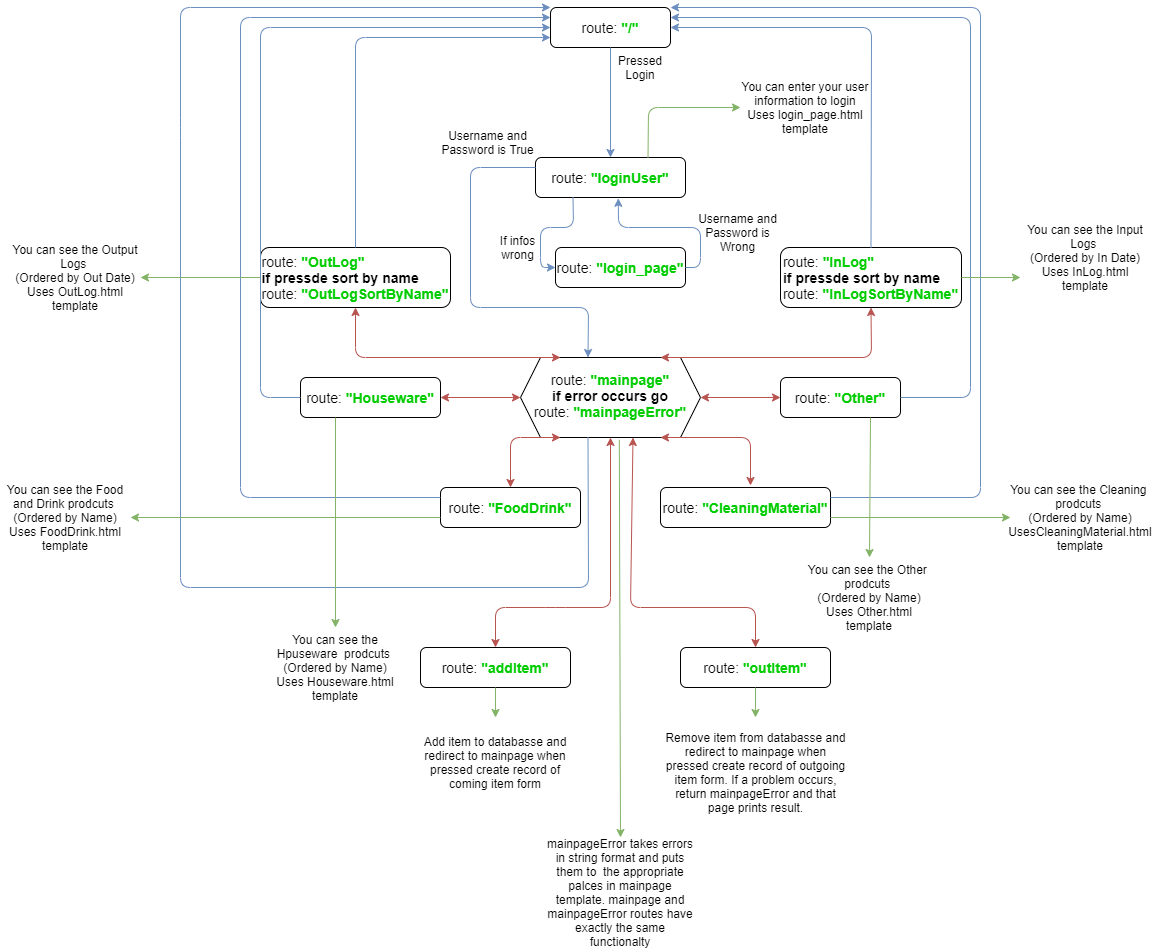 route: "/"
Pressed
Login
You can enter your user
information to login
Uses login_page.html
template
Username and
Password is True
route: "loginUser"
Username and
Password is
Wrong
If infos
wrong
route: "login_page"
You can see the Output
Logs
(Ordered by Out Date)
Uses OutLog.html
template
route: "OutLog"
if pressde sort by name
route: "OutLogSortByName"
route: "InLog"
if pressde sort by name
route: "InLogSortByName"
You can see the Input
Logs
(Ordered by In Date)
Uses InLog.html
template
route: "mainpage"
if error occurs go
route: "mainpageError"
route: "Houseware"
route: "Other"
You can see the Food
and Drink prodcuts
(Ordered by Name)
Uses FoodDrink.html
template
route: "FoodDrink"
route: "CleaningMaterial"
You can see the Cleaning
prodcuts
(Ordered by Name)
UsesCleaningMaterial.html
template
You can see the Other
prodcuts
(Ordered by Name)
Uses Other.html
template
You can see the
Hpuseware  prodcuts
(Ordered by Name)
Uses Houseware.html
template
route: "addItem"
route: "outItem"
Add item to databasse and
redirect to mainpage when
pressed create record of
coming item form
Remove item from databasse and
redirect to mainpage when
pressed create record of outgoing
item form. If a problem occurs,
return mainpageError and that
page prints result.
mainpageError takes errors
in string format and puts
them to  the appropriate
palces in mainpage
template. mainpage and
mainpageError routes have
exactly the same
functionalty